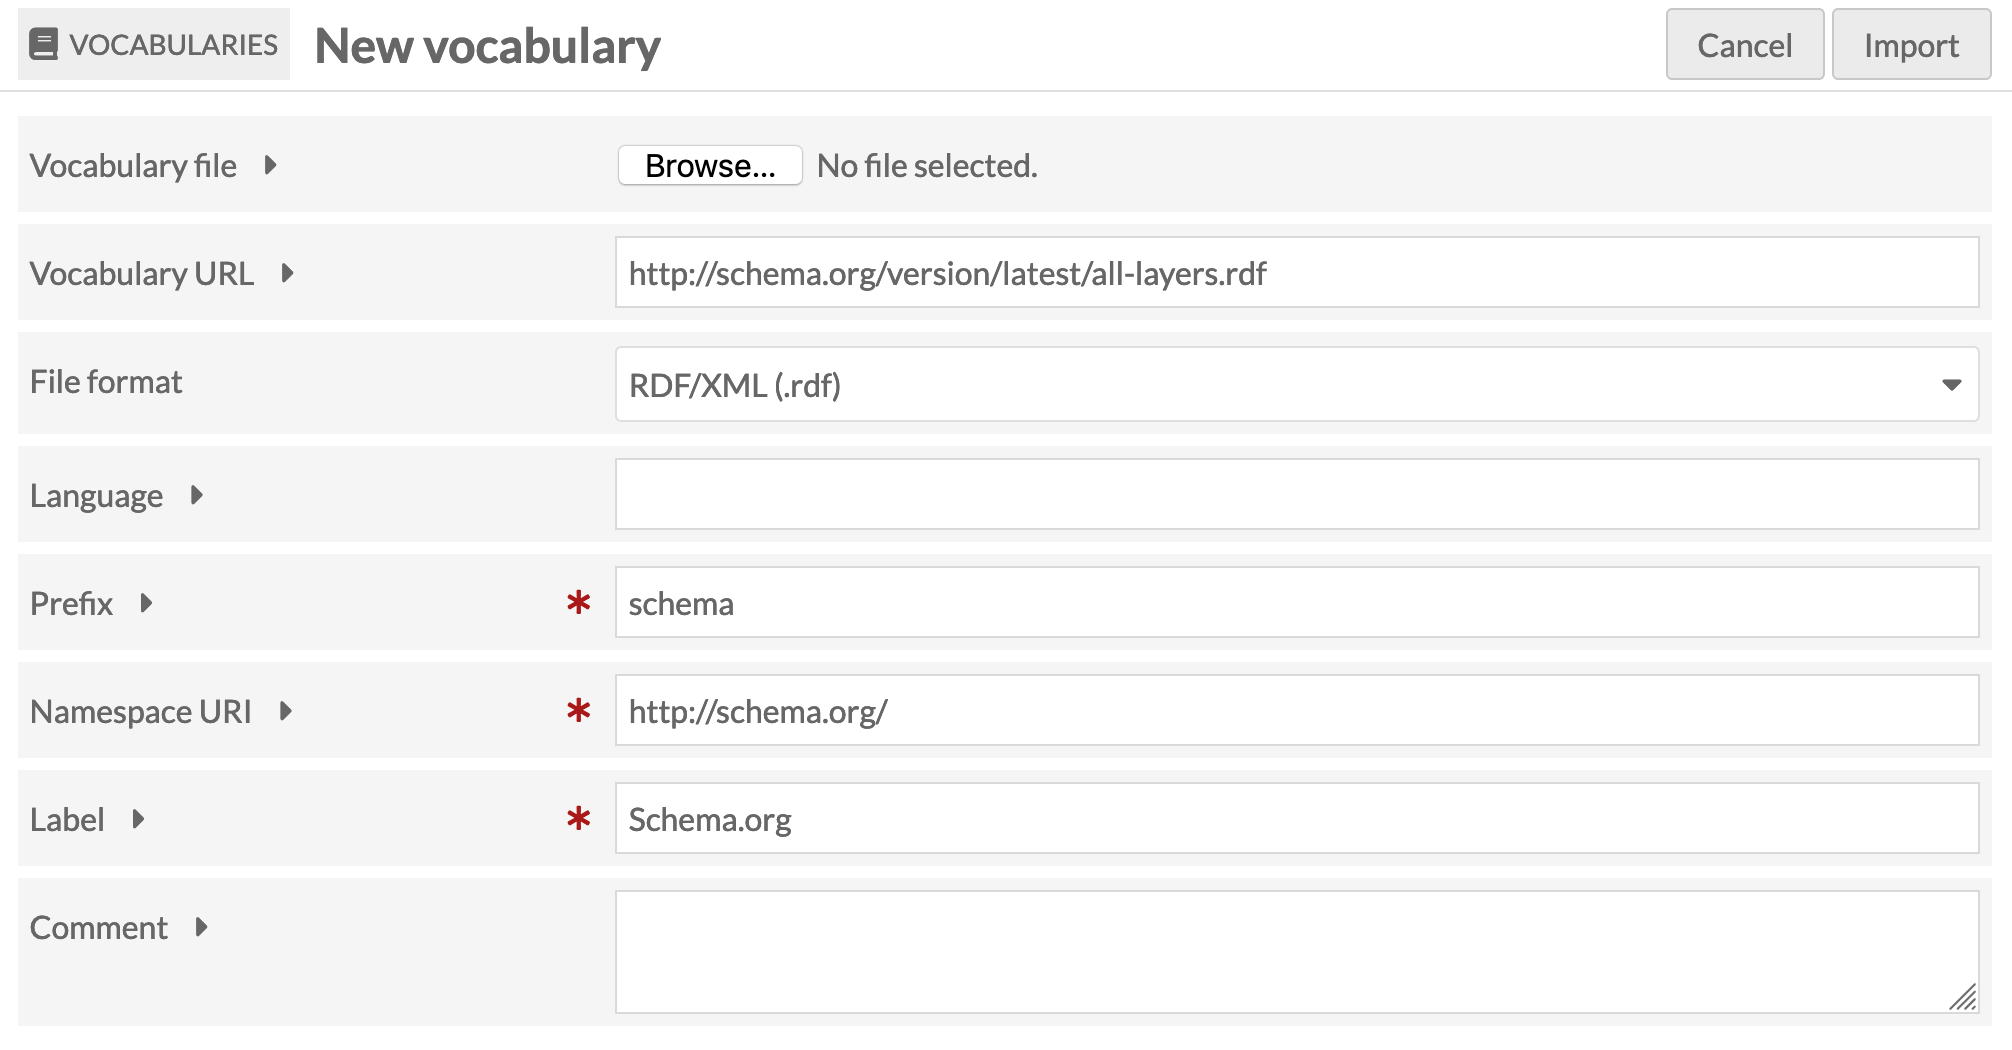 VOCABULARIES New vocabulary Cancel Import
Vocabulary file Browse... No file selected.
Vocabulary URL http://schema.org/version/latest/all-layers.rdf
File format RDF/XML (.rdf)
Language
Prefix * schema
Namespace URI * http://schema.org/
Label * Schema.org
Comment